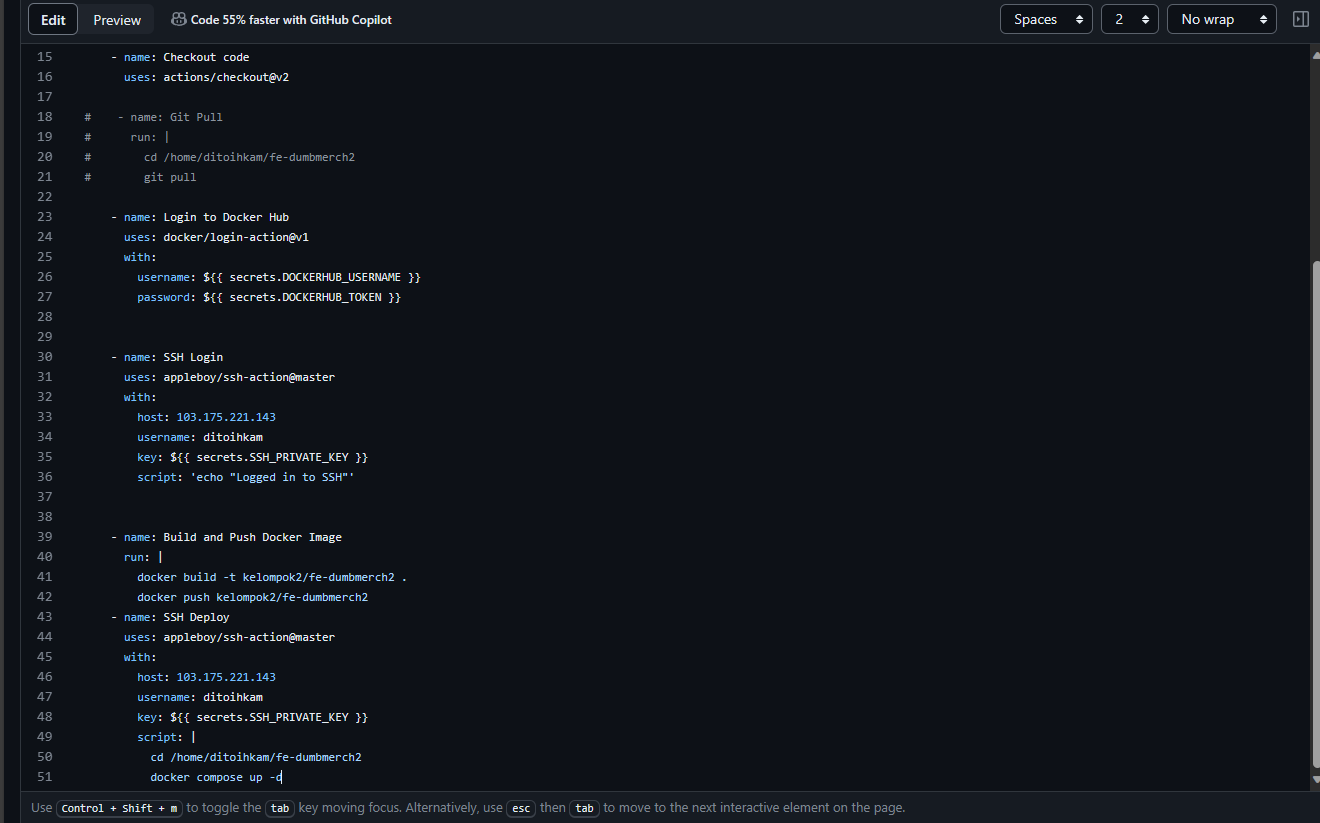 Edit Preview Code 55% faster with GitHub Copilot Spaces 2 No wrap
15 - name: Checkout code
16 uses: actions/checkout@v2
17
18 # - name: Git Pull
19 # run: |
20 # cd /home/ditoihkam/fe-dumbmerch2
21 # git pull
22
23 - name: Login to Docker Hub
24 uses: docker/login-action@v1
25 with:
26 username: ${{ secrets.DOCKERHUB_USERNAME }}
27 password: ${{ secrets.DOCKERHUB_TOKEN }}
28
29
30 - name: SSH Login
31 uses: appleboy/ssh-action@master
32 with:
33 host: 103.175.221.143
34 username: ditoihkam
35 key: ${{ secrets.SSH_PRIVATE_KEY }}
36 script: 'echo "Logged in to SSH"'
37
38
39 - name: Build and Push Docker Image
40 run: |
41 docker build -t kelompok2/fe-dumbmerch2 .
42 docker push kelompok2/fe-dumbmerch2
43 - name: SSH Deploy
44 uses: appleboy/ssh-action@master
45 with:
46 host: 103.175.221.143
47 username: ditoihkam
48 key: ${{ secrets.SSH_PRIVATE_KEY }}
49 script: |
50 cd /home/ditoihkam/fe-dumbmerch2
51 docker compose up -d
Use Control + Shift + m to toggle the tab key moving focus. Alternatively, use esc then tab to move to the next interactive element on the page.